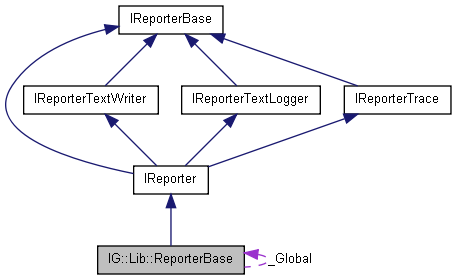 IReporterBase
IReporterTextWriter
IReporterTextLogger
IReporterTrace
IReporter
IG::Lib::ReporterBase
_Global